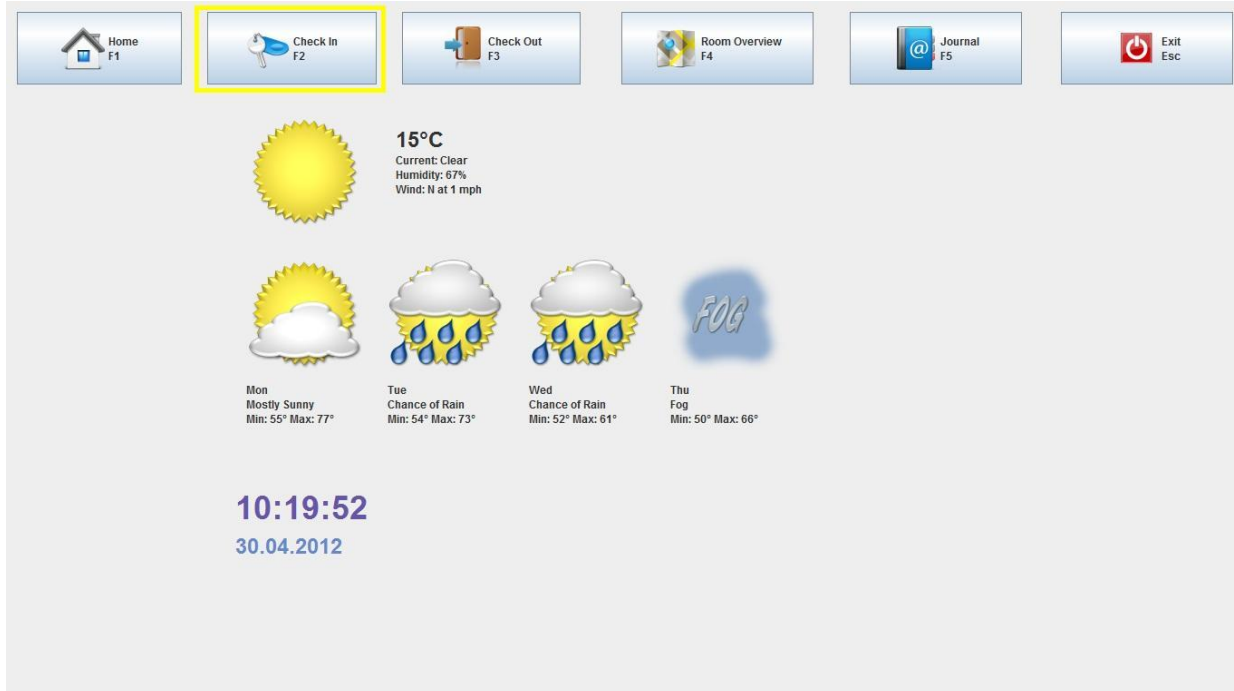 Home
F1
Check In
F2
Check Out
F3
Room Overview
F4
@
Journal
F5
Exit
Esc
15°C
Current: Clear
Humidity: 67%
Wind: N at 1 mph
FOG
Mon
Mostly Sunny
Min: 55° Max: 77°
Tue
Chance of Rain
Min: 54° Max: 73°
Wed
Chance of Rain
Min: 52° Max: 61°
Thu
Fog
Min: 50° Max: 66°
10:19:52
30.04.2012